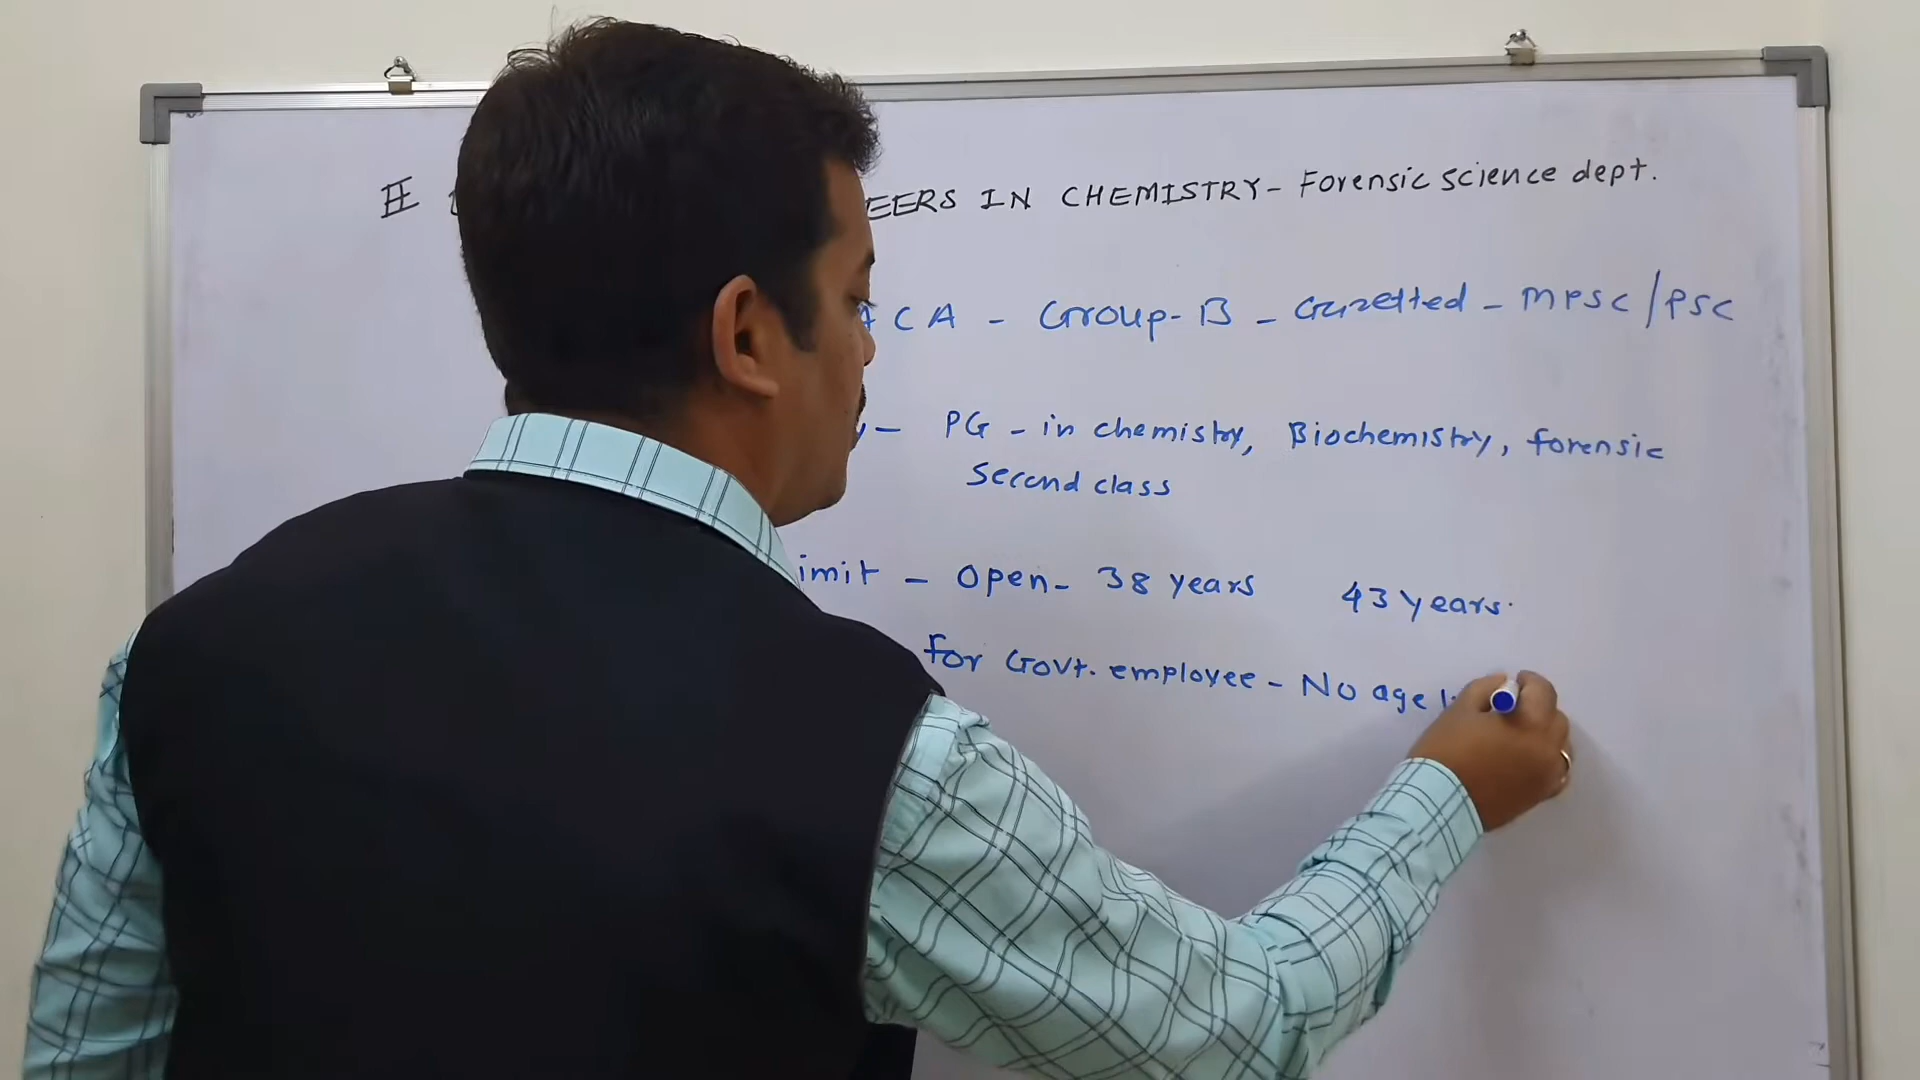 EERS IN CHEMISTRY - Forensic science dept.
CA - Group-B - Gazetted - MPSC/PSC
- PG - in chemistry, Biochemistry, forensic
Second class
imit - Open - 38 years 43 years.
for Govt. employee - No age